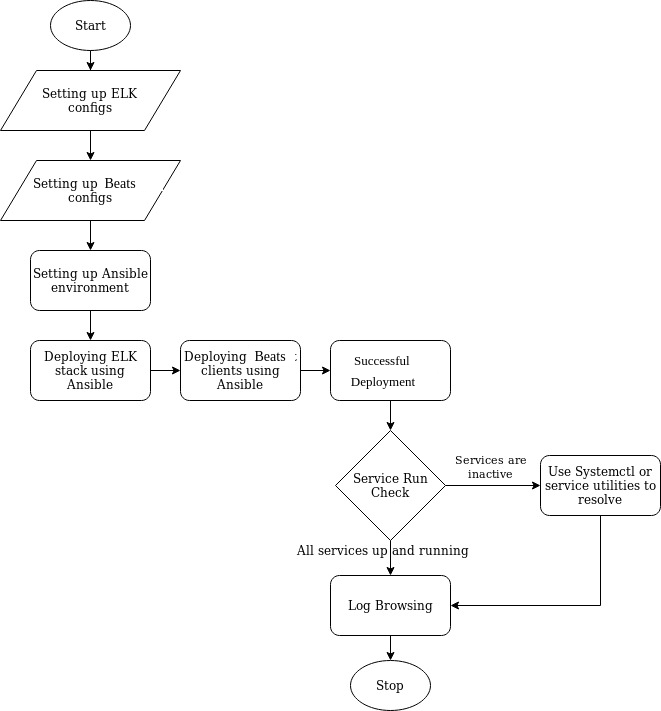 Start
Setting up ELK
configs
Setting up Beats
configs
Setting up Ansible
environment
Deploying ELK
stack using
Ansible
Deploying Beats
clients using
Ansible
Successful
Deployment
Service Run
Check
Services are
inactive
Use Systemctl or
service utilities to
resolve
All services up and running
Log Browsing
Stop